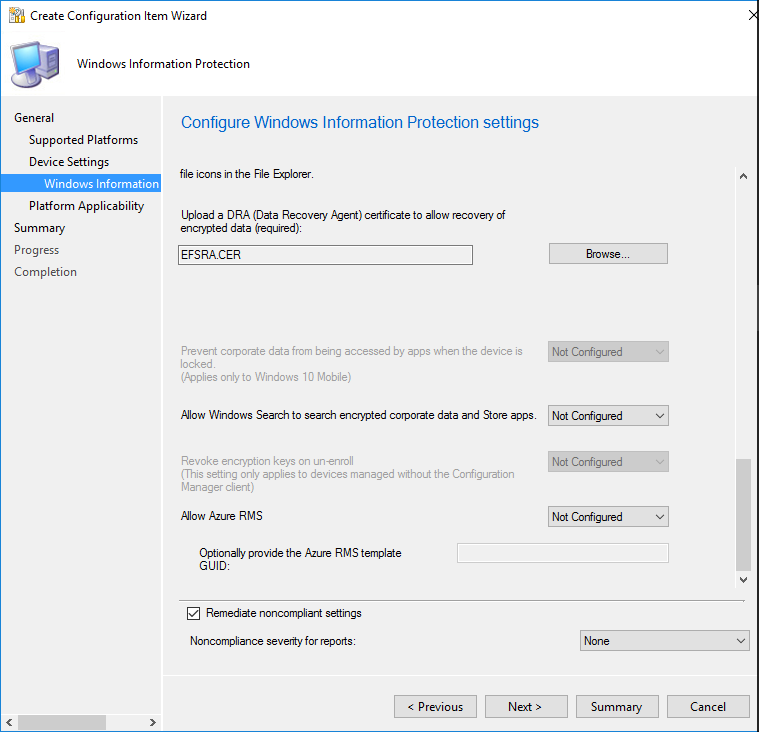 Create Configuration Item Wizard
Windows Information Protection
General
Supported Platforms
Device Settings
Windows Information
Platform Applicability
Summary
Progress
Completion
Configure Windows Information Protection settings
file icons in the File Explorer.
Upload a DRA (Data Recovery Agent) certificate to allow recovery of
encrypted data (required):
EFSRA.CER
Browse...
Prevent corporate data from being accessed by apps when the device is
locked.
(Applies only to Windows 10 Mobile)
Not Configured
Allow Windows Search to search encrypted corporate data and Store apps.
Not Configured
Revoke encryption keys on un-enroll
(This setting only applies to devices managed without the Configuration
Manager client)
Not Configured
Allow Azure RMS
Not Configured
Optionally provide the Azure RMS template
GUID:
Remediate noncompliant settings
Noncompliance severity for reports:
None
< Previous
Next >
Summary
Cancel